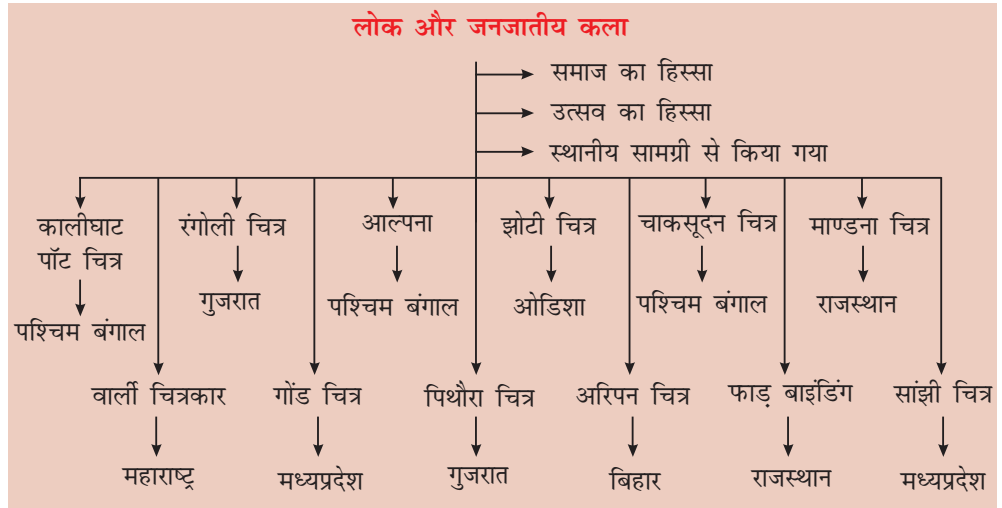 लोक और जनजातीय कला
समाज का हिस्सा
उत्सव का हिस्सा
स्थानीय सामग्री से किया गया
कालीघाट
पॉट चित्र
पश्चिम बंगाल
रंगोली चित्र
गुजरात
आल्पना
पश्चिम बंगाल
झोटी चित्र
ओडिशा
चाकसूदन चित्र
पश्चिम बंगाल
माण्डना चित्र
राजस्थान
वार्ली चित्रकार
महाराष्ट्र
गोंड चित्र
मध्यप्रदेश
पिथौरा चित्र
गुजरात
अरिपन चित्र
बिहार
फाड़ बाइंडिंग
राजस्थान
सांझी चित्र
मध्यप्रदेश